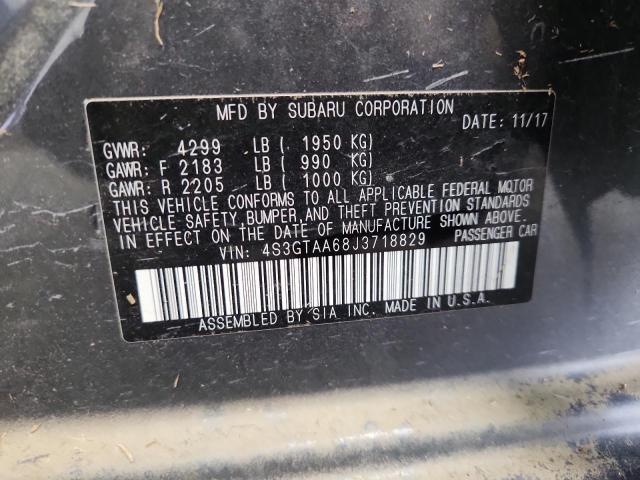 MFD BY SUBARU CORPORATION
DATE: 11/17
GVWR: 4299 LB ( 1950 KG)
GAWR: F 2183 LB ( 990 KG)
GAWR: R 2205 LB ( 1000 KG)
THIS VEHICLE CONFORMS TO ALL APPLICABLE FEDERAL MOTOR
VEHICLE SAFETY, BUMPER, AND THEFT PREVENTION STANDARDS
IN EFFECT ON THE DATE OF MANUFACTURE SHOWN ABOVE.
VIN: 4S3GTAA68J3718829 PASSENGER CAR
ASSEMBLED BY SIA INC. MADE IN U.S.A.